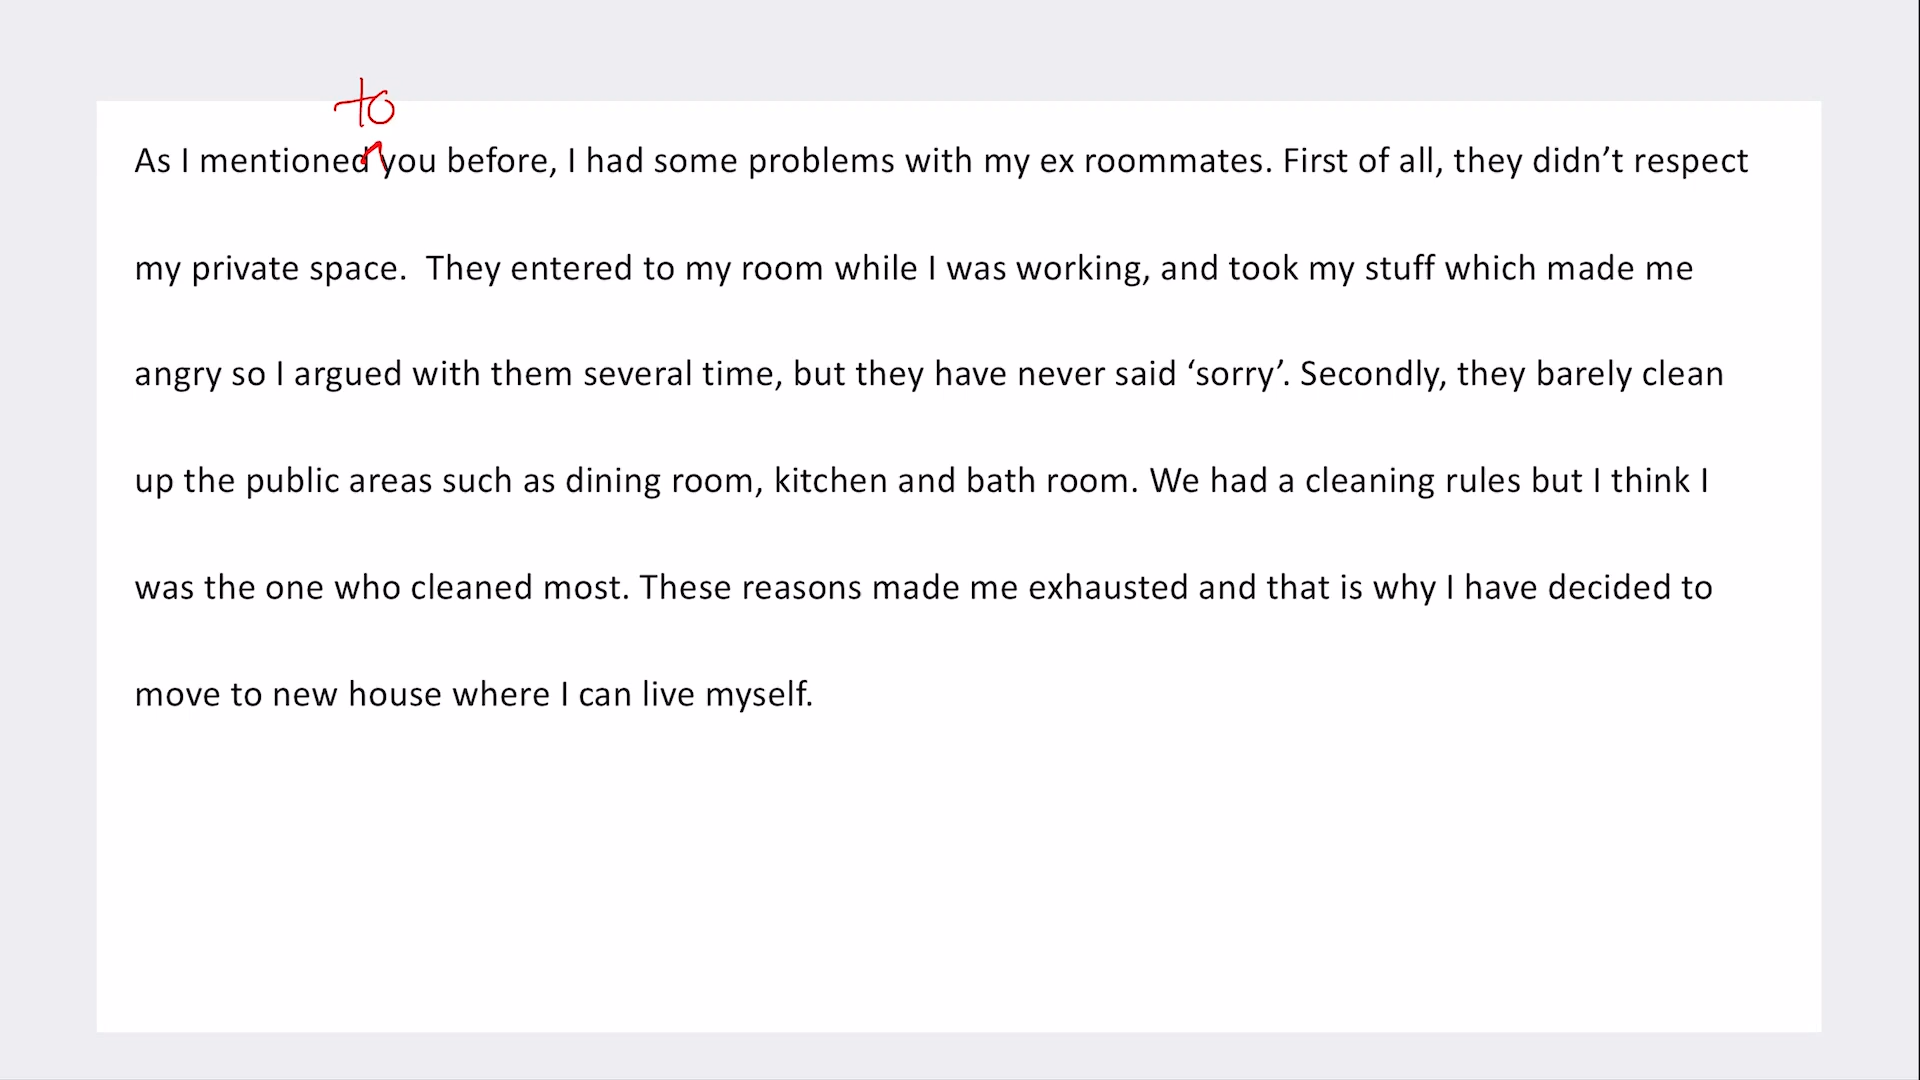 to
As I mentioned you before, I had some problems with my ex roommates. First of all, they didn’t respect
my private space.  They entered to my room while I was working, and took my stuff which made me
angry so I argued with them several time, but they have never said ‘sorry’. Secondly, they barely clean
up the public areas such as dining room, kitchen and bath room. We had a cleaning rules but I think I
was the one who cleaned most. These reasons made me exhausted and that is why I have decided to
move to new house where I can live myself.